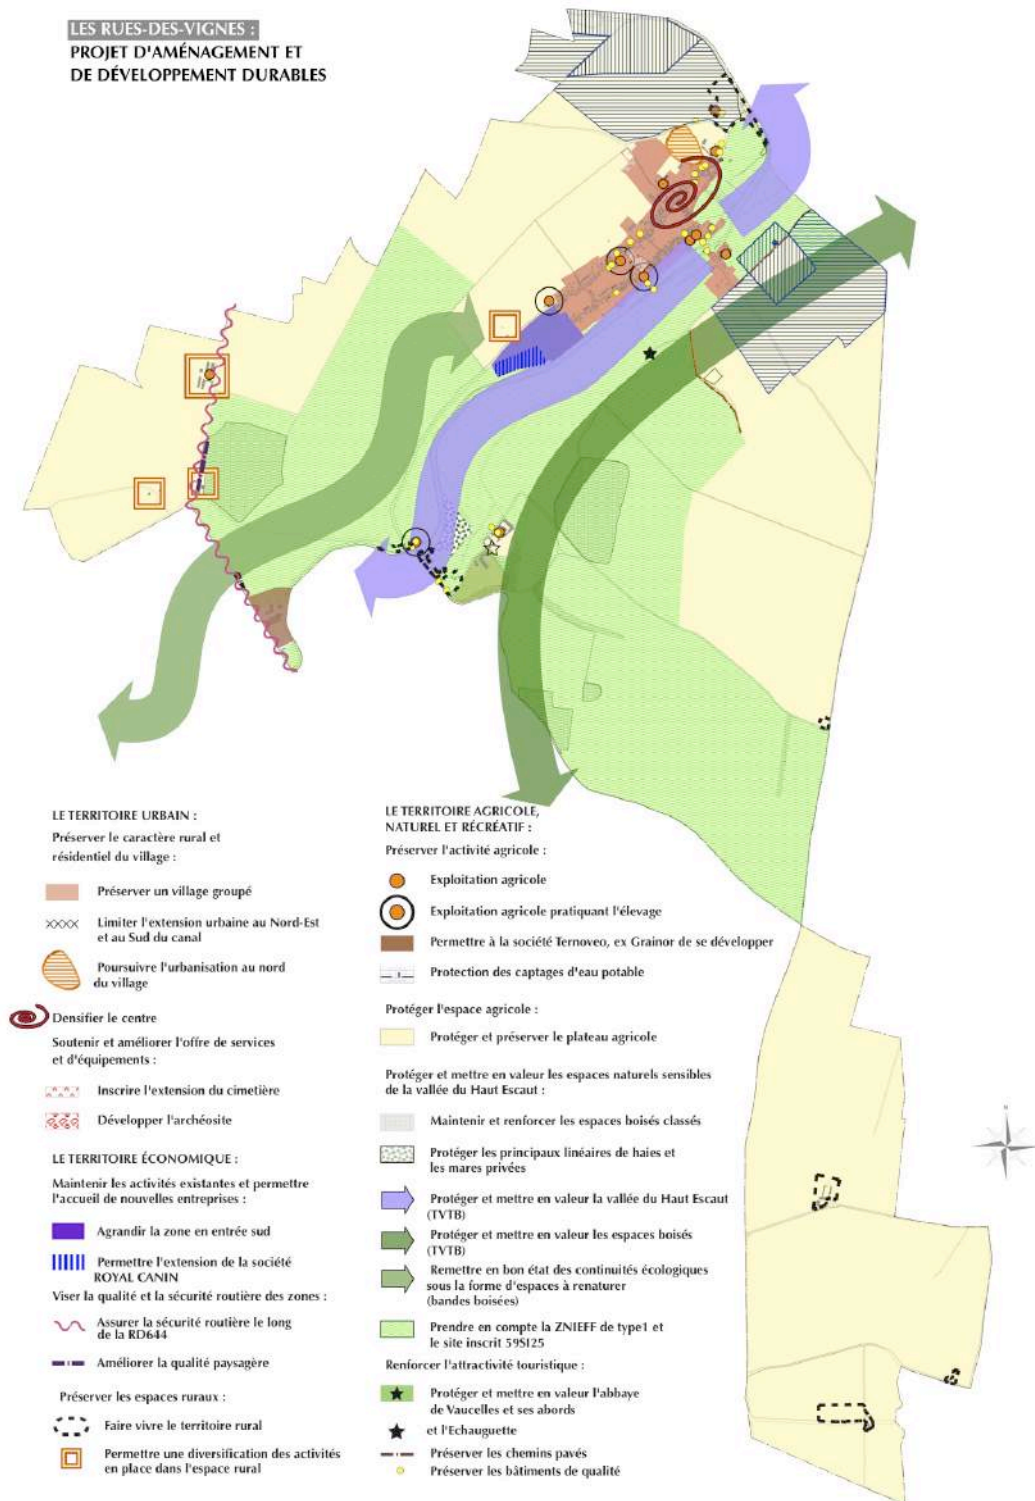 LES RUES-DES-VIGNES :
PROJET D'AMÉNAGEMENT ET
DE DÉVELOPPEMENT DURABLES
LE TERRITOIRE URBAIN :
Préserver le caractère rural et
résidentiel du village :
Préserver un village groupé
Limiter l'extension urbaine au Nord-Est
et au Sud du canal
Poursuivre l'urbanisation au nord
du village
Densifier le centre
Soutenir et améliorer l'offre de services
et d'équipements :
Inscrire l'extension du cimetière
Développer l'archéosite
LE TERRITOIRE ÉCONOMIQUE :
Maintenir les activités existantes et permettre
l'accueil de nouvelles entreprises :
Agrandir la zone en entrée sud
Permettre l'extension de la société
ROYAL CANIN
Viser la qualité et la sécurité routière des zones :
Assurer la sécurité routière le long
de la RD644
Améliorer la qualité paysagère
Préserver les espaces ruraux :
Faire vivre le territoire rural
Permettre une diversification des activités
en place dans l'espace rural
LE TERRITOIRE AGRICOLE,
NATUREL ET RÉCRÉATIF :
Préserver l'activité agricole :
Exploitation agricole
Exploitation agricole pratiquant l'élevage
Permettre à la société Ternoveo, ex Grainor de se développer
Protection des captages d'eau potable
Protéger l'espace agricole :
Protéger et préserver le plateau agricole
Protéger et mettre en valeur les espaces naturels sensibles
de la vallée du Haut Escaut :
Maintenir et renforcer les espaces boisés classés
Protéger les principaux linéaires de haies et
les mares privées
Protéger et mettre en valeur la vallée du Haut Escaut
(TVTB)
Protéger et mettre en valeur les espaces boisés
(TVTB)
Remettre en bon état des continuités écologiques
sous la forme d'espaces à renaturer
(bandes boisées)
Prendre en compte la ZNIEFF de type1 et
le site inscrit 59SI25
Renforcer l'attractivité touristique :
Protéger et mettre en valeur l'abbaye
de Vaucelles et ses abords
et l'Echauguette
Préserver les chemins pavés
Préserver les bâtiments de qualité